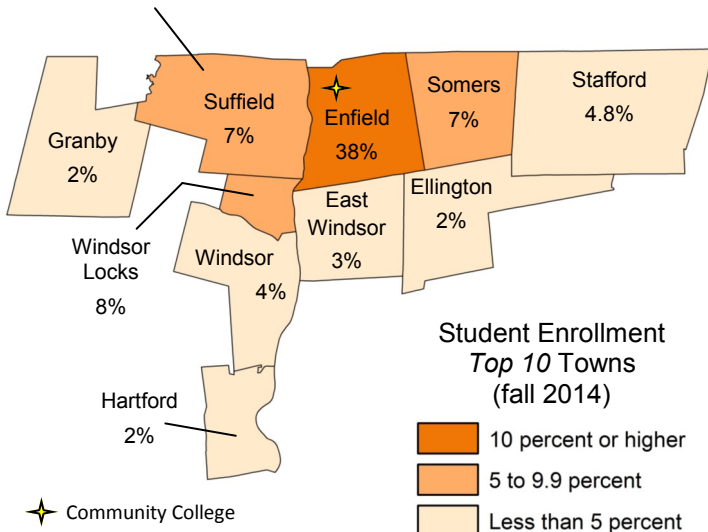 Suffield
7%
Enfield
38%
Somers
7%
Stafford
4.8%
Granby
2%
Windsor
Locks
8%
Windsor
4%
East
Windsor
3%
Ellington
2%
Hartford
2%
Student Enrollment
Top 10 Towns
(fall 2014)
10 percent or higher
5 to 9.9 percent
Less than 5 percent
Community College